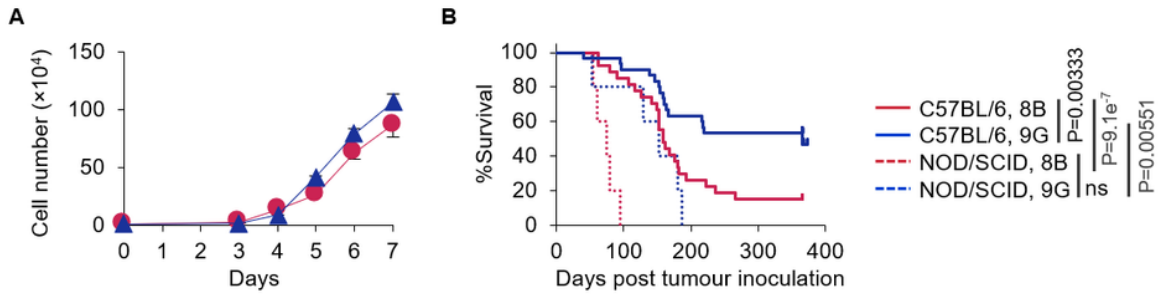 A
Cell number (×10⁴)
150
100
50
0
0 1 2 3 4 5 6 7
Days
B
%Survival
100
80
60
40
20
0
0 100 200 300 400
Days post tumour inoculation
C57BL/6, 8B
C57BL/6, 9G
NOD/SCID, 8B
NOD/SCID, 9G
P=0.00333
ns
P=9.1e⁻⁷
P=0.00551